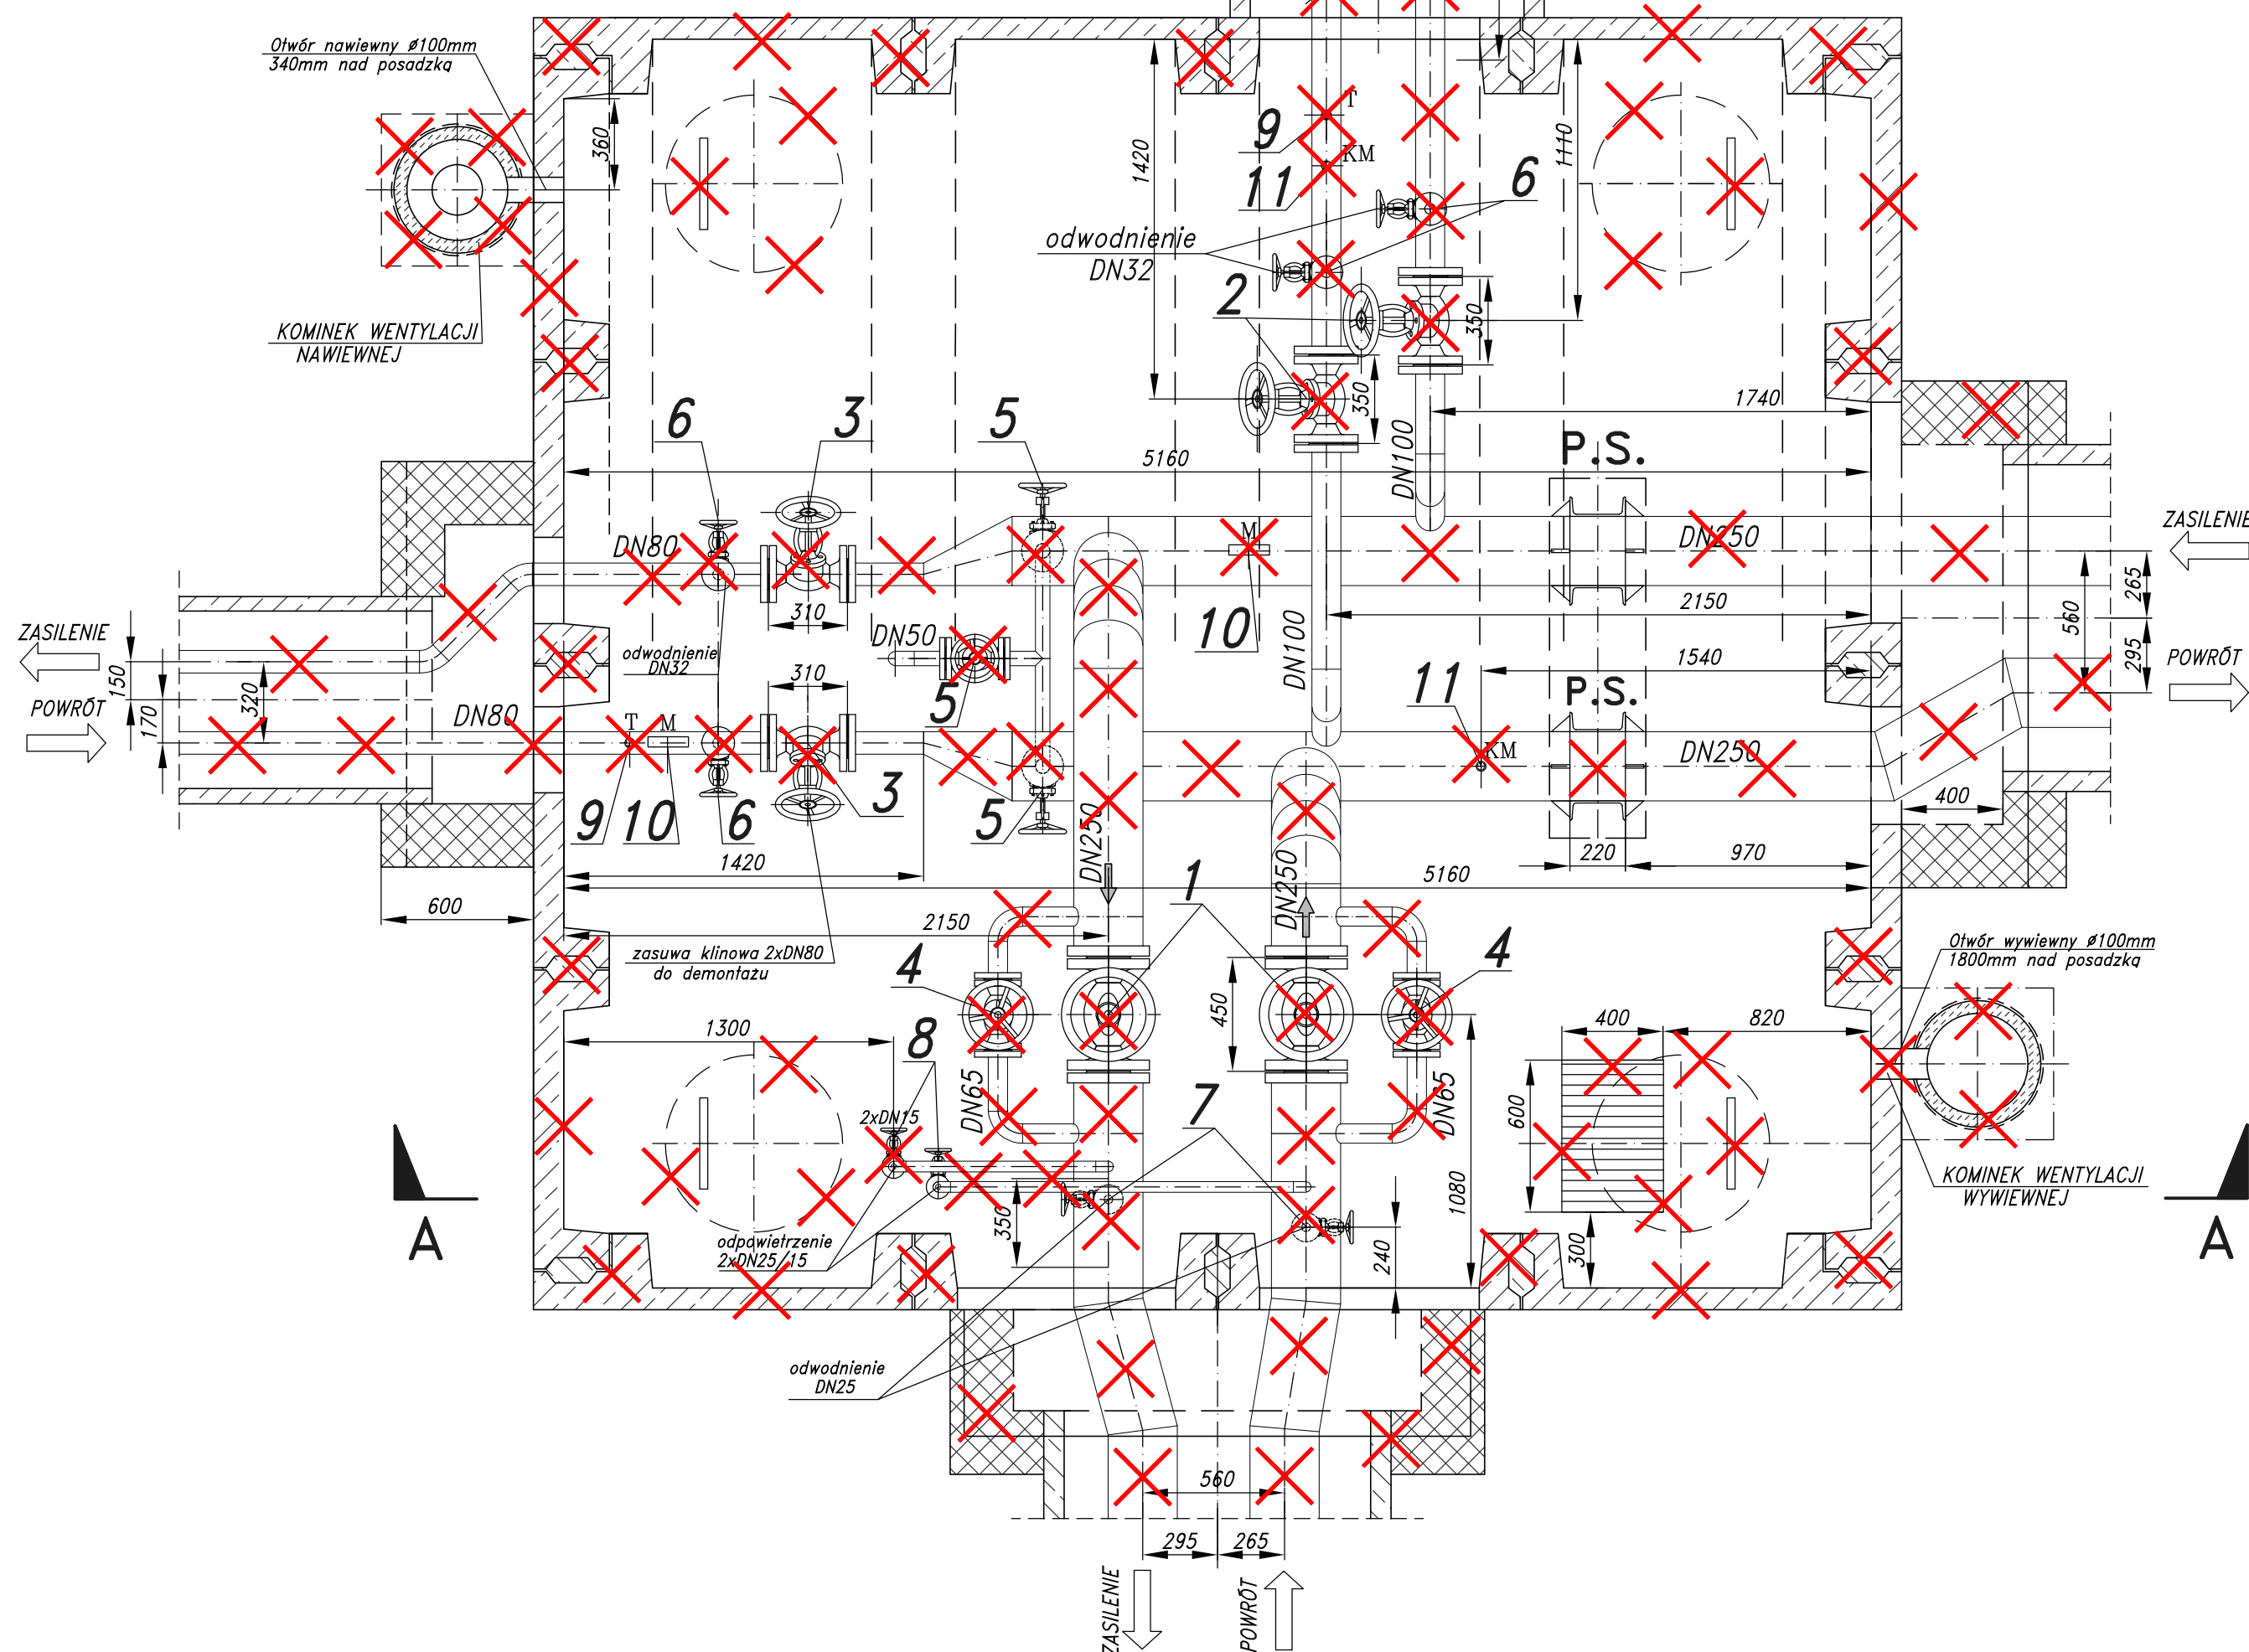 Otwór nawiewny ø100mm
340mm nad posadzką
360
1420
T
9
KM
11
1110
6
odwodnienie
DN32
2
350
350
KOMINEK WENTYLACJI
NAWIEWNEJ
1740
6
3
5
5160
DN100
P.S.
ZASILENIE
DN80
M
DN250
265
310
10
2150
560
ZASILENIE
150
320
170
POWRÓT
odwodnienie
DN32
DN50
DN100
1540
295
POWRÓT
310
5
11
P.S.
DN80
T
M
KM
DN250
9
10
6
3
5
DN250
400
1420
220
970
5160
1
DN250
600
2150
zasuwa klinowa 2xDN80
do demontażu
4
4
Otwór wywiewny ø100mm
1800mm nad posadzką
450
1300
8
400
820
DN65
DN65
2xDN15
7
600
KOMINEK WENTYLACJI
WYWIEWNEJ
A
350
1080
A
odpowietrzenie
2xDN25/15
240
300
odwodnienie
DN25
560
295
265
ZASILENIE
POWRÓT